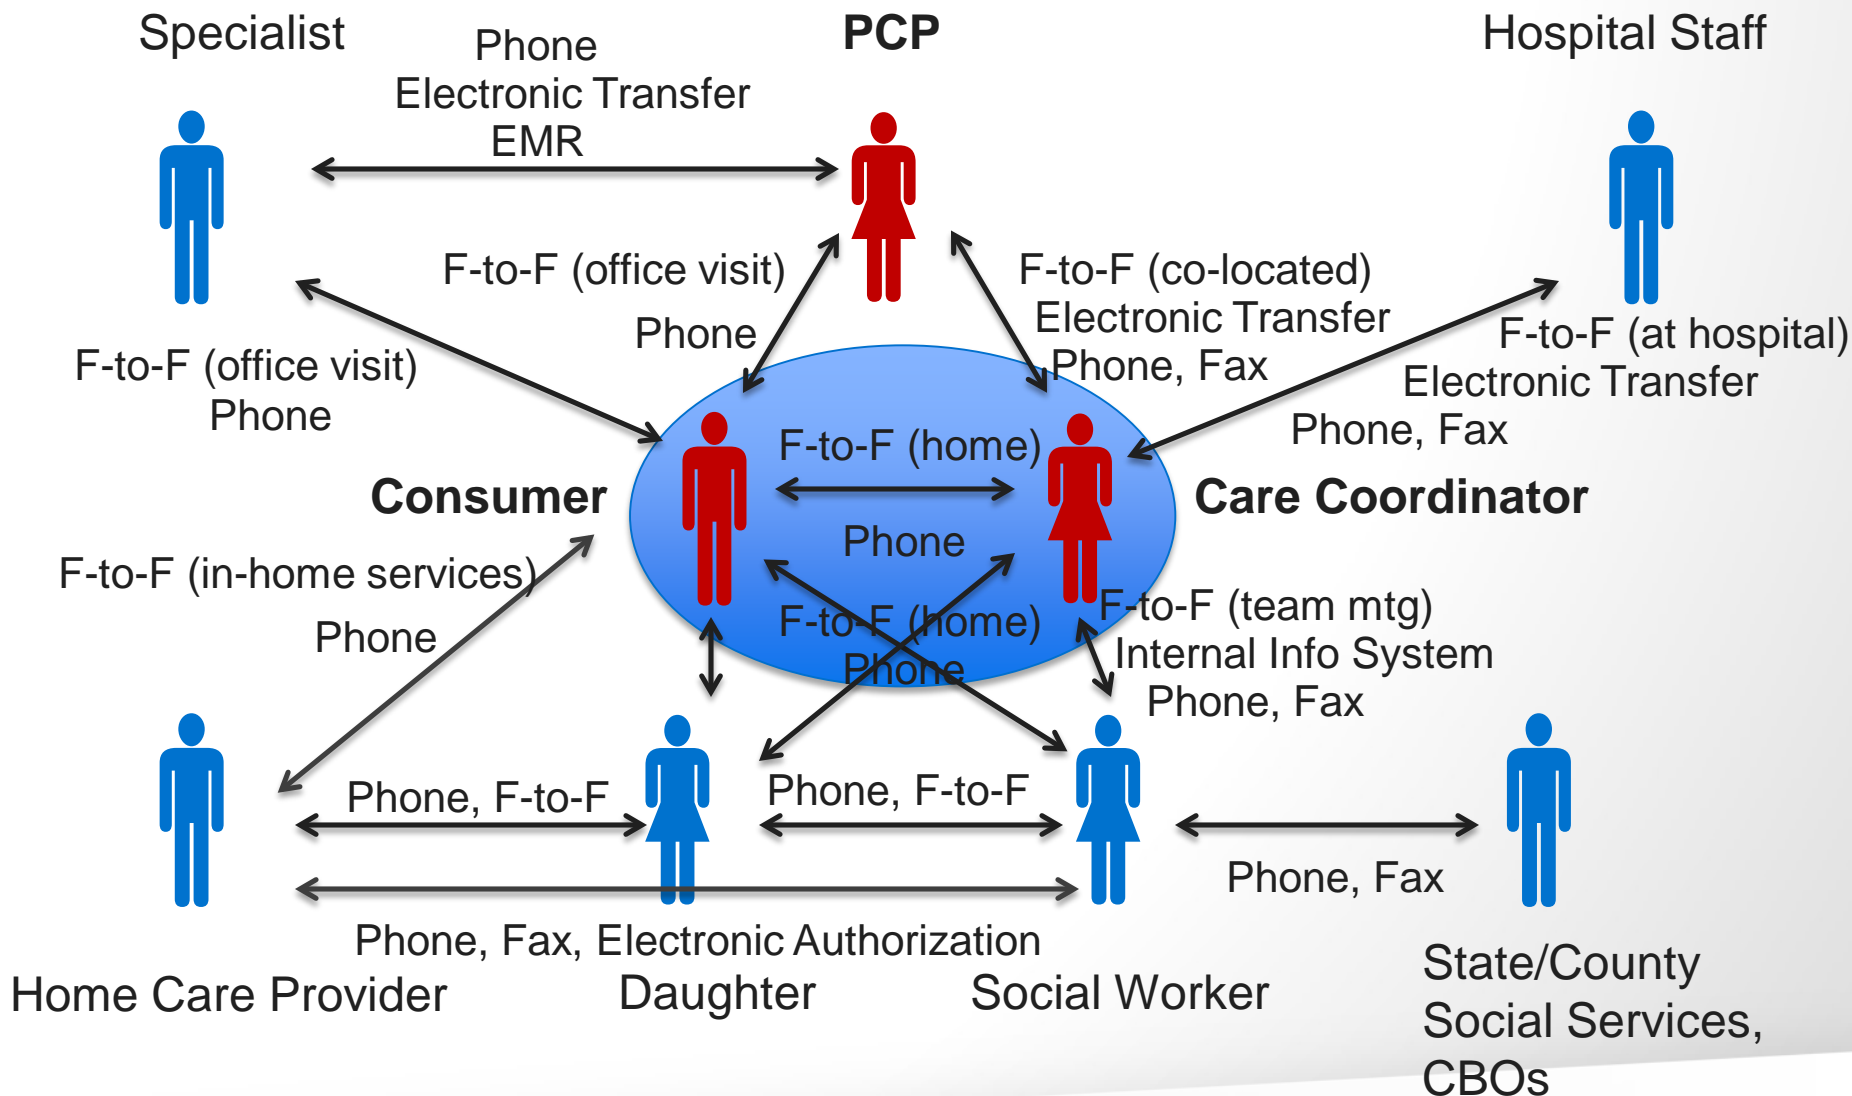 Specialist
PCP
Hospital Staff
Phone
Electronic Transfer
EMR
F-to-F (office visit)
Phone
F-to-F (co-located)
Electronic Transfer
Phone, Fax
F-to-F (office visit)
Phone
F-to-F (at hospital)
Electronic Transfer
Phone, Fax
F-to-F (home)
Consumer
Care Coordinator
Phone
F-to-F (in-home services)
Phone
F-to-F (home)
Phone
F-to-F (team mtg)
Internal Info System
Phone, Fax
Phone, F-to-F
Phone, F-to-F
Phone, Fax
Phone, Fax, Electronic Authorization
Home Care Provider
Daughter
Social Worker
State/County
Social Services,
CBOs